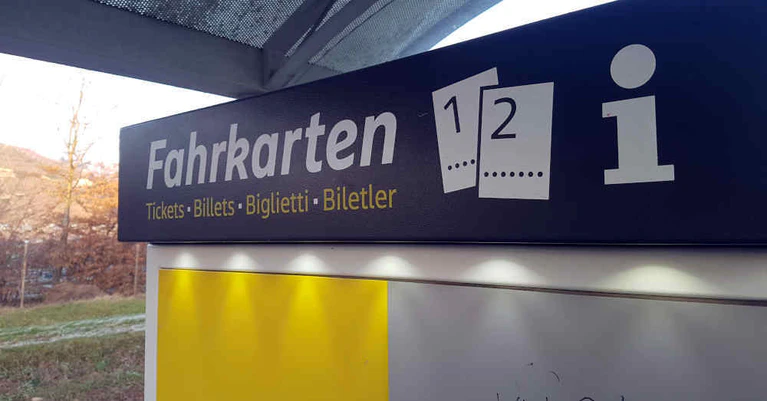 Fahrkarten
Tickets · Billets · Biglietti · Biletler
1 2
i